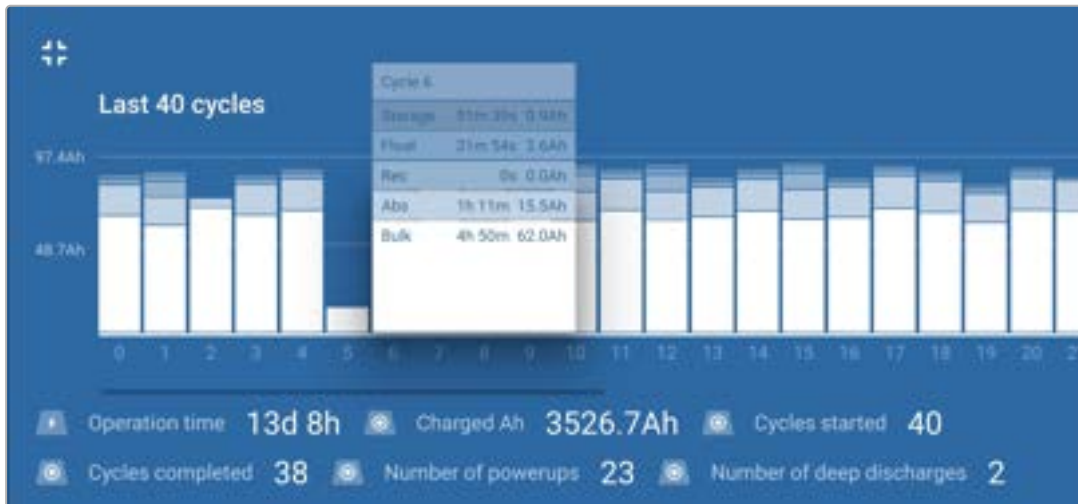 Last 40 cycles
Cycle 6
Storage 51m 39s 0.9Ah
Float 31m 54s 3.6Ah
Rec 0s 0.0Ah
Abs 1h 11m 15.5Ah
Bulk 4h 50m 62.0Ah
97.4Ah
48.7Ah
0 1 2 3 4 5 6 7 8 9 10 11 12 13 14 15 16 17 18 19 20
Operation time 13d 8h Charged Ah 3526.7Ah Cycles started 40
Cycles completed 38 Number of powerups 23 Number of deep discharges 2